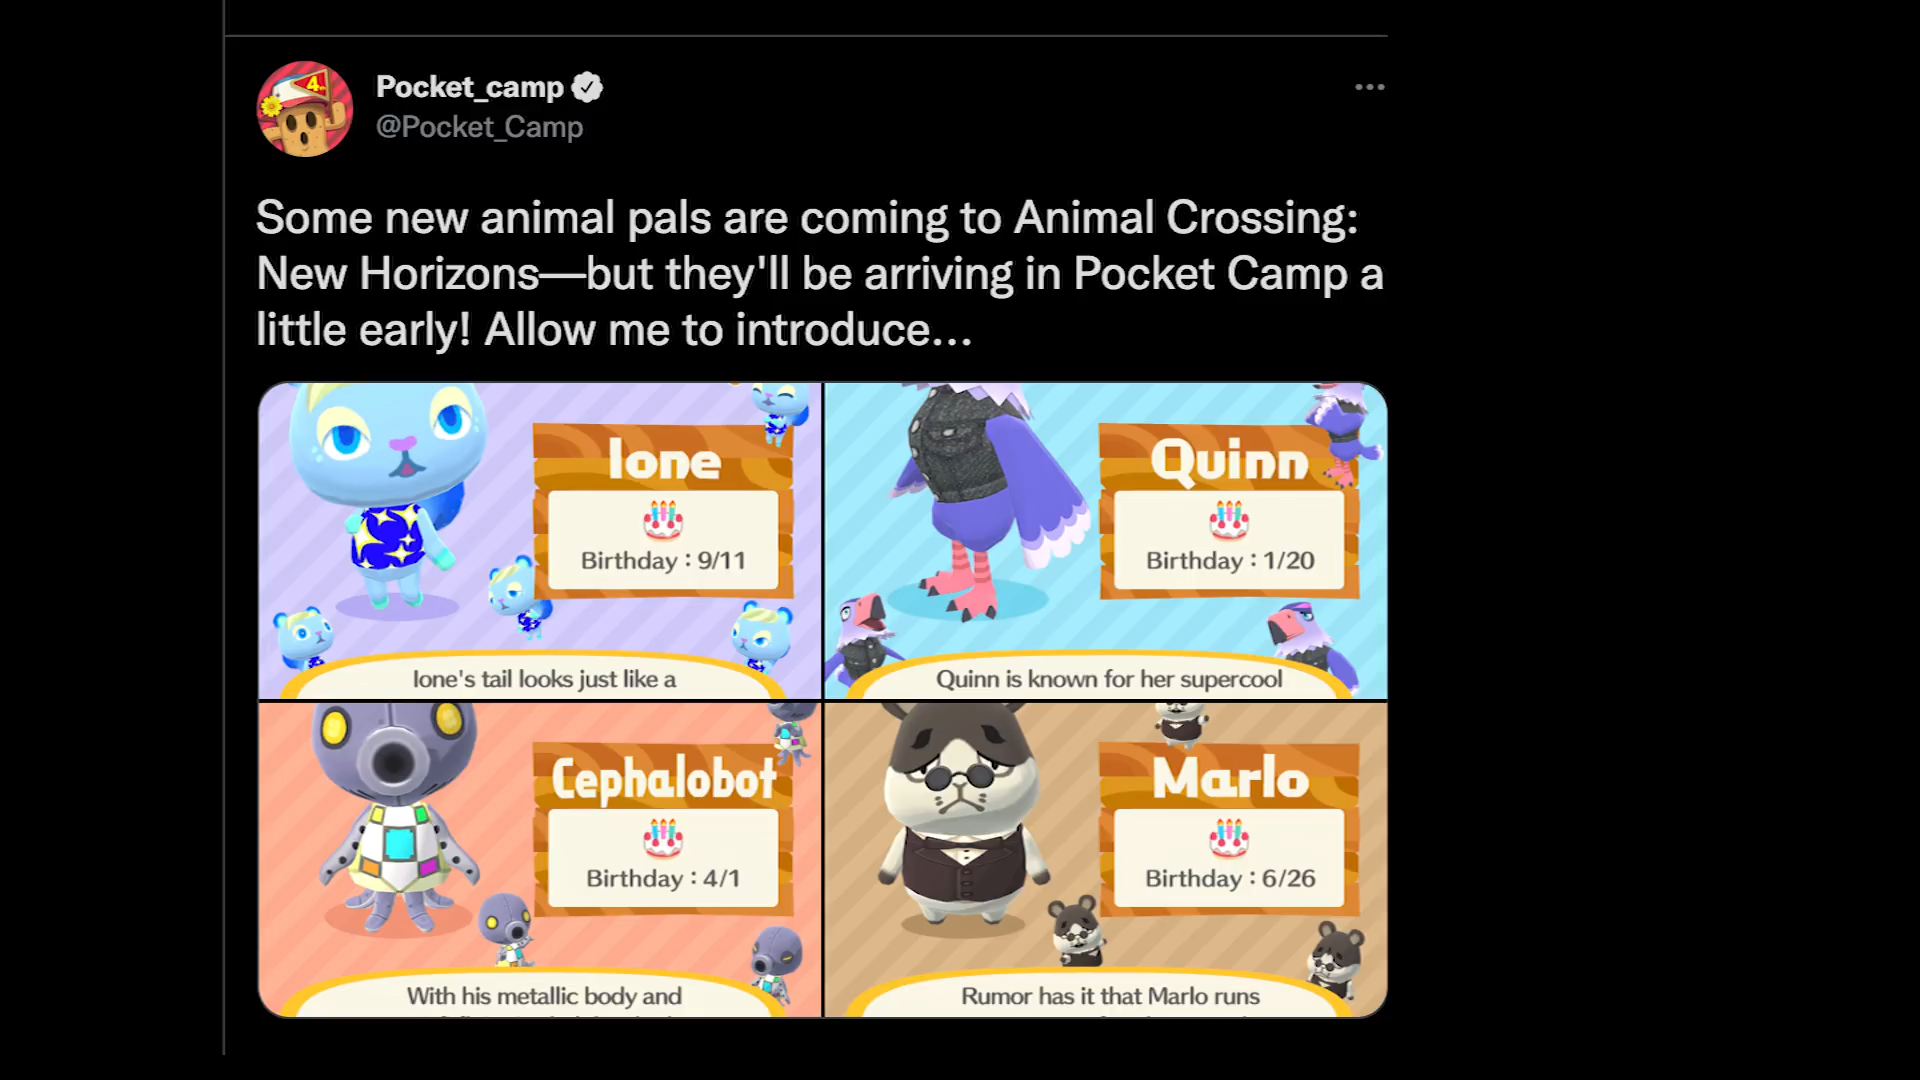 4
Pocket_camp
@Pocket_Camp
Some new animal pals are coming to Animal Crossing:
New Horizons—but they'll be arriving in Pocket Camp a
little early! Allow me to introduce...
Ione
Birthday : 9/11
Ione's tail looks just like a
Quinn
Birthday : 1/20
Quinn is known for her supercool
Cephalobot
Birthday : 4/1
With his metallic body and
Marlo
Birthday : 6/26
Rumor has it that Marlo runs